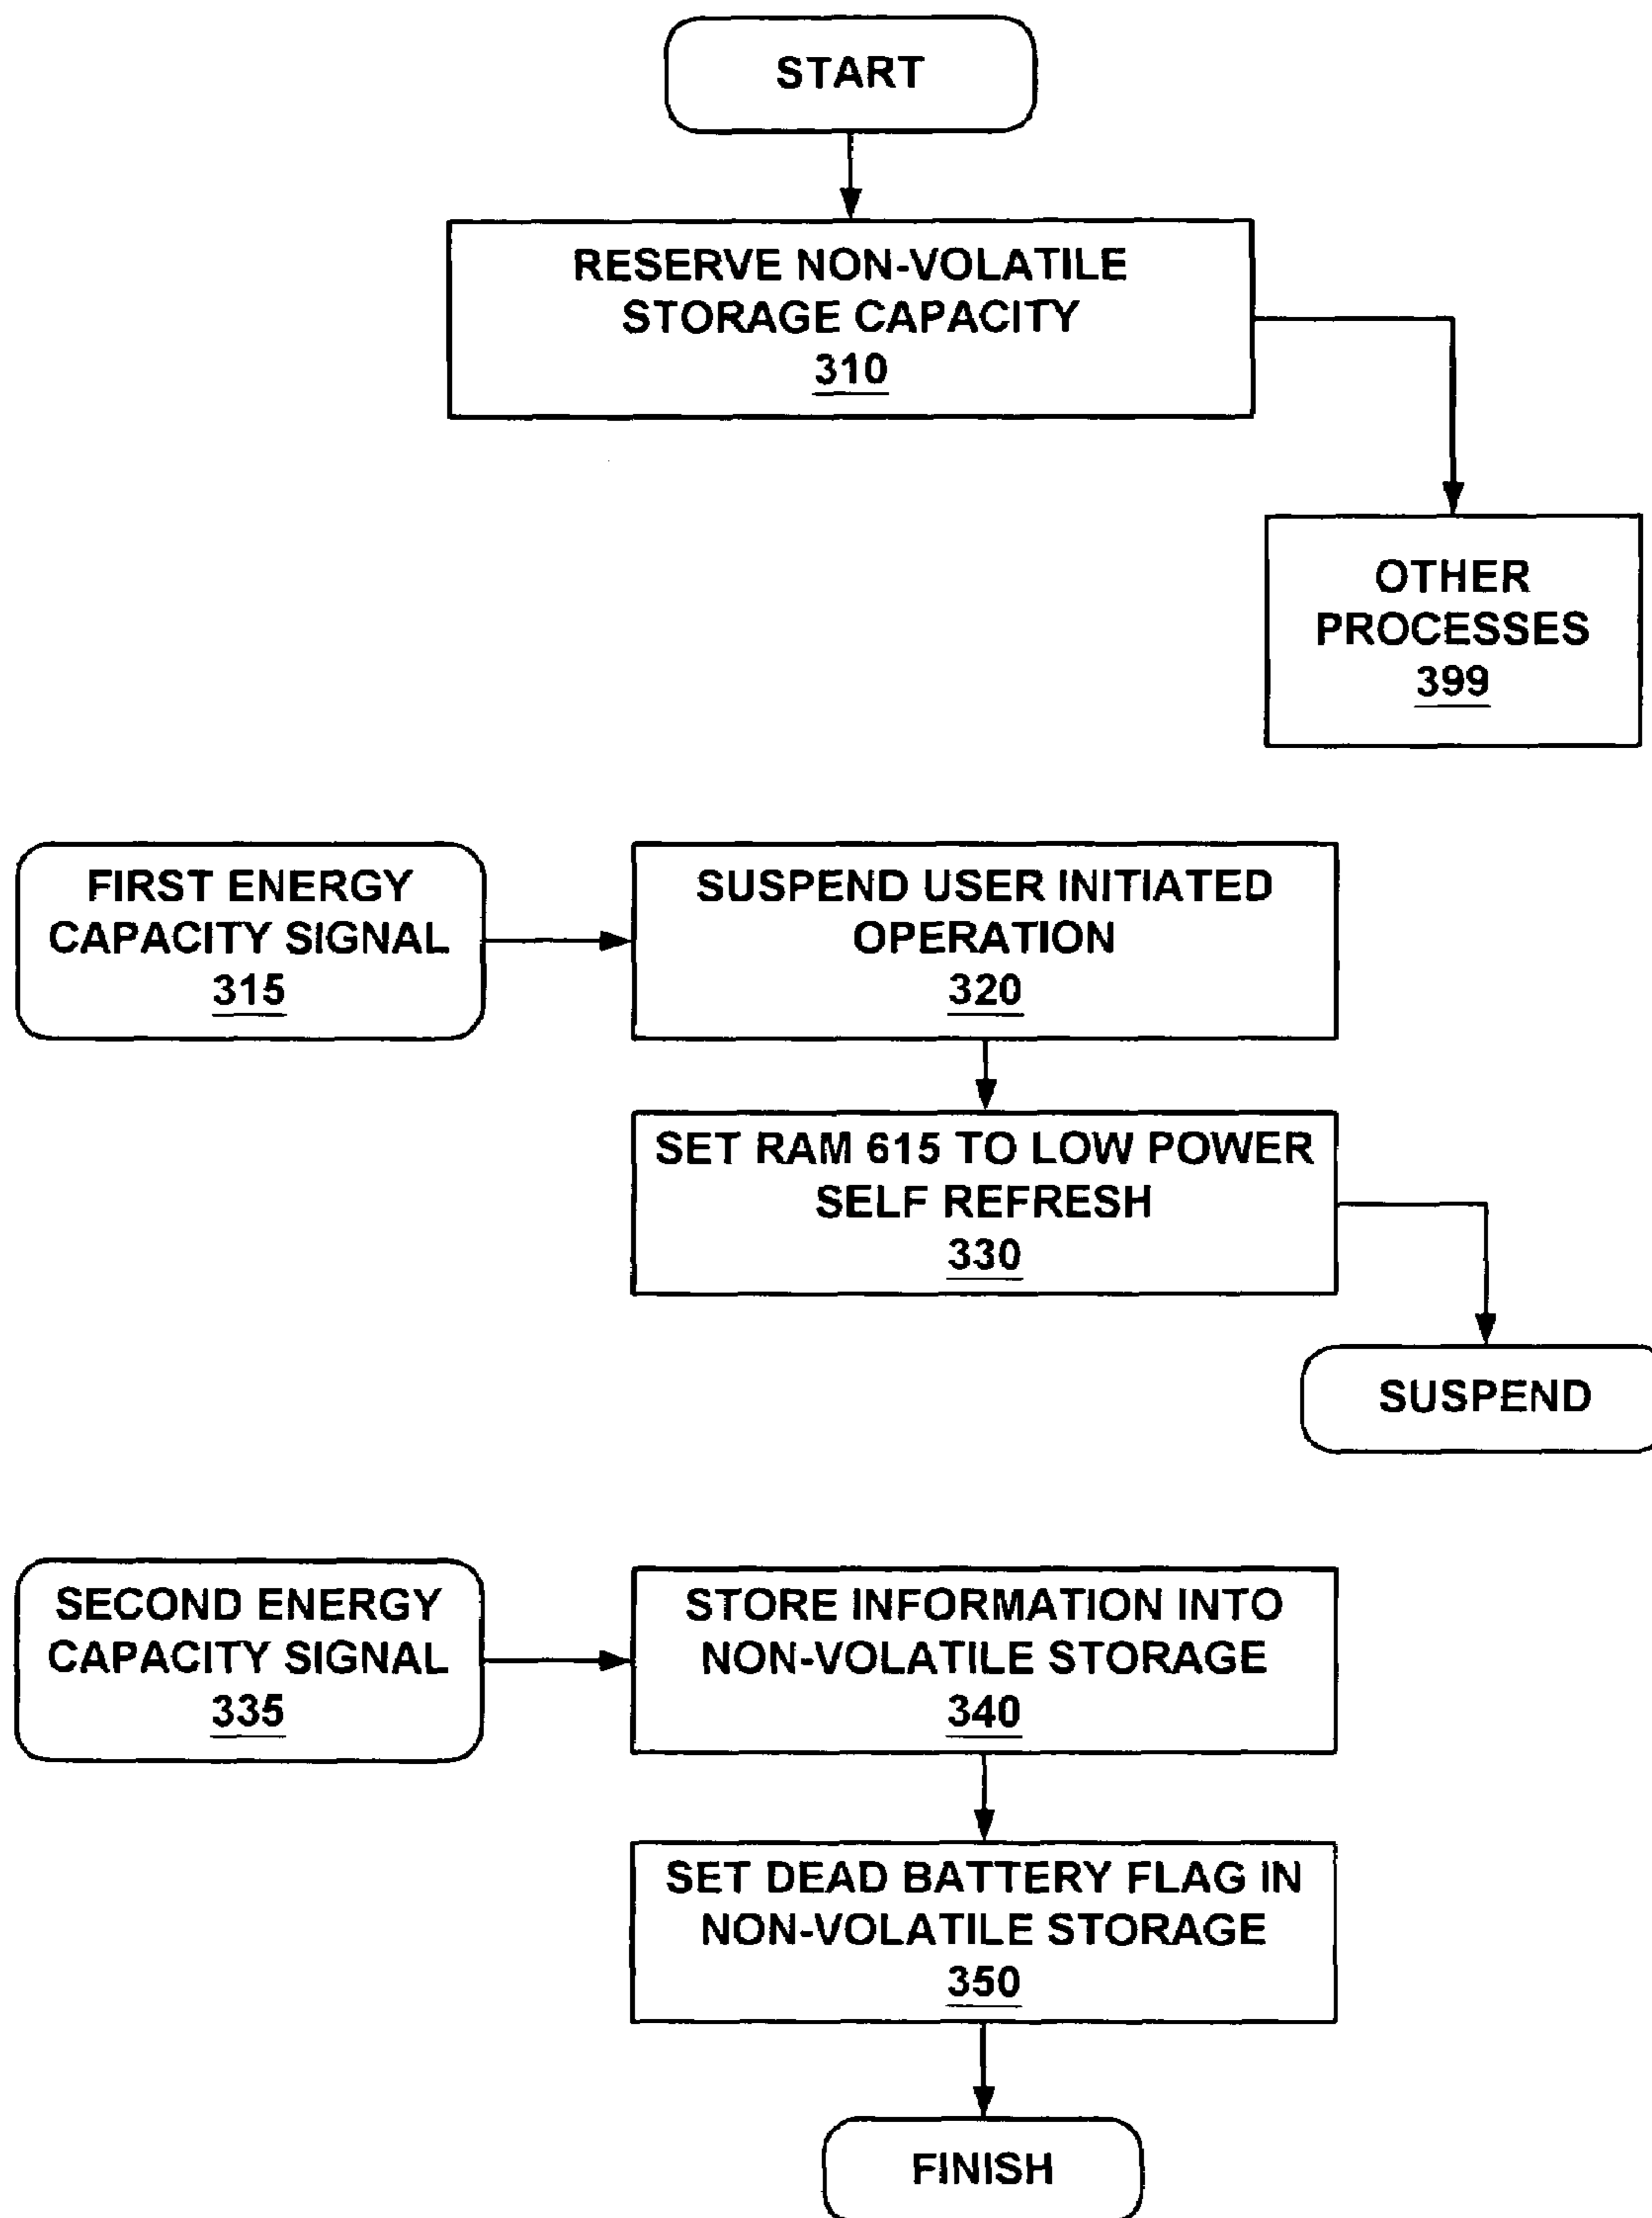 START
RESERVE NON-VOLATILE
STORAGE CAPACITY
310
OTHER
PROCESSES
399
FIRST ENERGY
CAPACITY SIGNAL
315
SUSPEND USER INITIATED
OPERATION
320
SET RAM 615 TO LOW POWER
SELF REFRESH
330
SUSPEND
SECOND ENERGY
CAPACITY SIGNAL
335
STORE INFORMATION INTO
NON-VOLATILE STORAGE
340
SET DEAD BATTERY FLAG IN
NON-VOLATILE STORAGE
350
FINISH